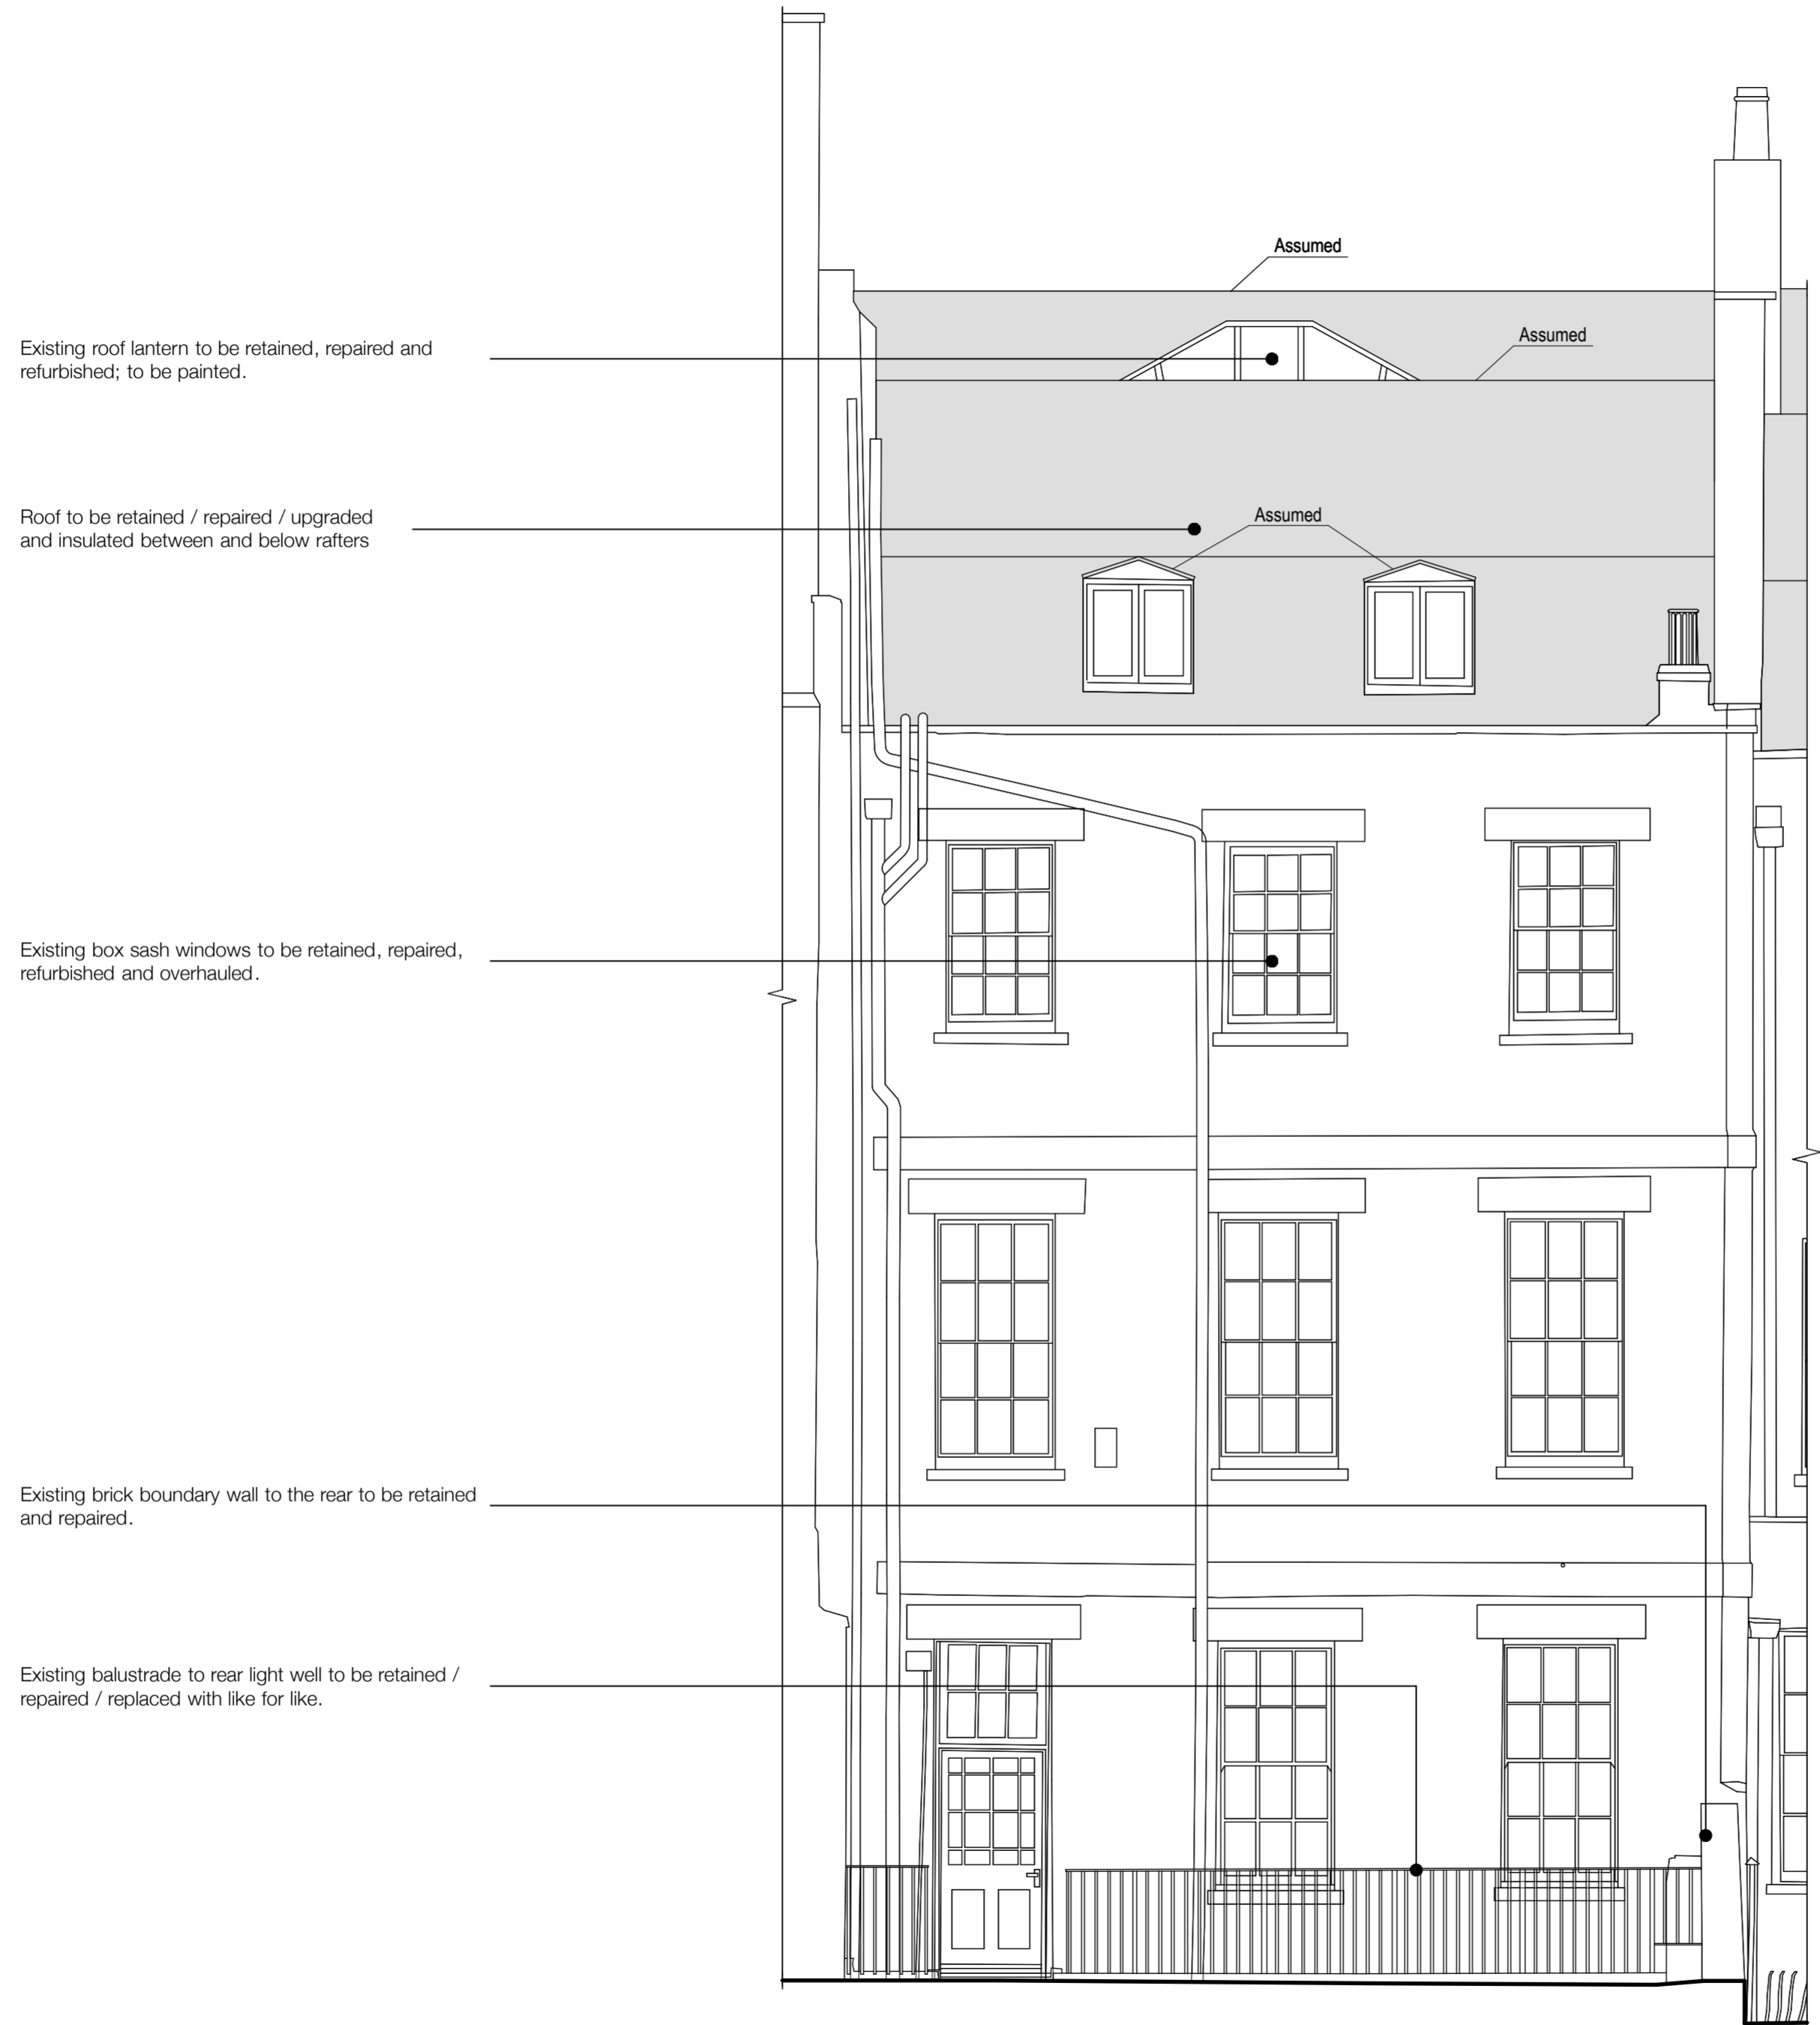 Assumed
Assumed
Existing roof lantern to be retained, repaired and
refurbished; to be painted.
Roof to be retained / repaired / upgraded
and insulated between and below rafters
Assumed
Existing box sash windows to be retained, repaired,
refurbished and overhauled.
Existing brick boundary wall to the rear to be retained
and repaired.
Existing balustrade to rear light well to be retained /
repaired / replaced with like for like.